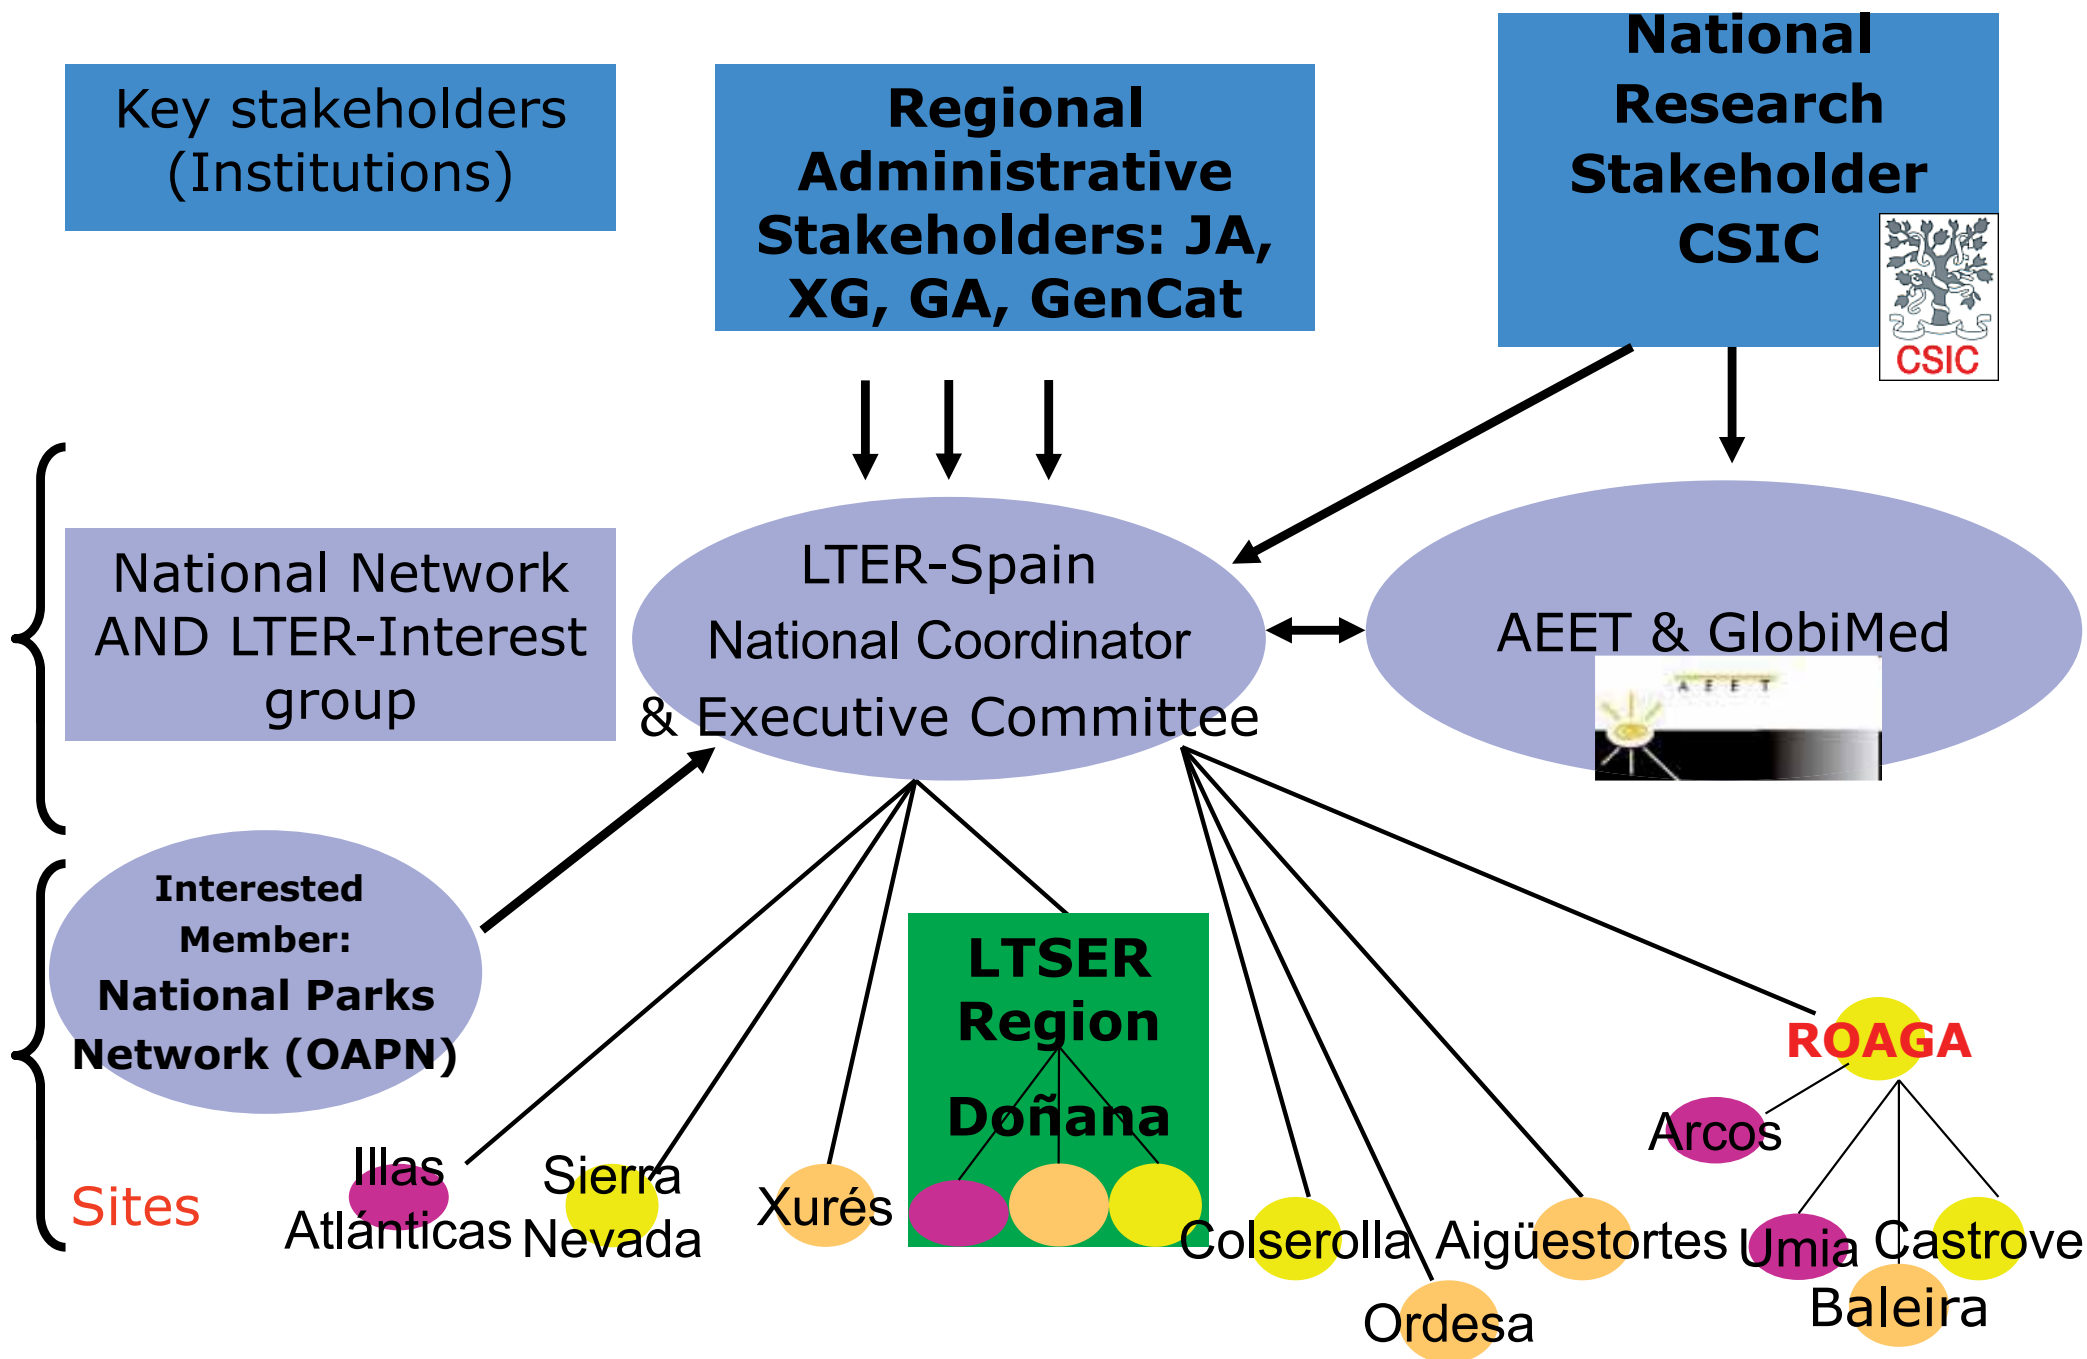 Key stakeholders
(Institutions)
Regional
Administrative
Stakeholders: JA,
XG, GA, GenCat
National
Research
Stakeholder
CSIC
CSIC
National Network
AND LTER-Interest
group
LTER-Spain
National Coordinator
& Executive Committee
AEET & GlobiMed
A E E T
Interested
Member:
National Parks
Network (OAPN)
LTSER
Region
Doñana
ROAGA
Arcos
Sites
Illas
Atlánticas
Sierra
Nevada
Xurés
Colserolla
Aigüestortes
Umia
Castrove
Ordesa
Baleira